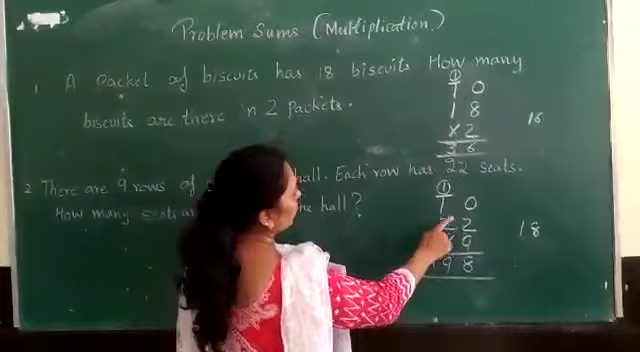 Problem Sums (Multiplication)
1. A Packet of biscuits has 18 biscuits How many
biscuits are there in 2 packets.
1
T O
1 8
× 2
3 6
16
2 There are 9 rows of hall. Each row has 22 seats.
How many seats hall?
1
T O
2 2
9
1 9 8
18